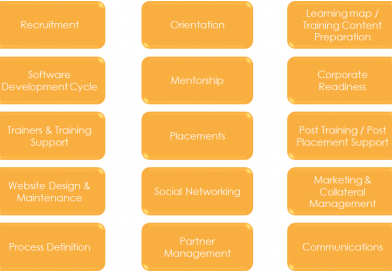 Recruitment
Orientation
Learning map /
Training Content
Preparation
Software
Development Cycle
Mentorship
Corporate
Readiness
Trainers & Training
Support
Placements
Post Training / Post
Placement Support
Website Design &
Maintenance
Social Networking
Marketing &
Collateral
Management
Process Definition
Partner
Management
Communications